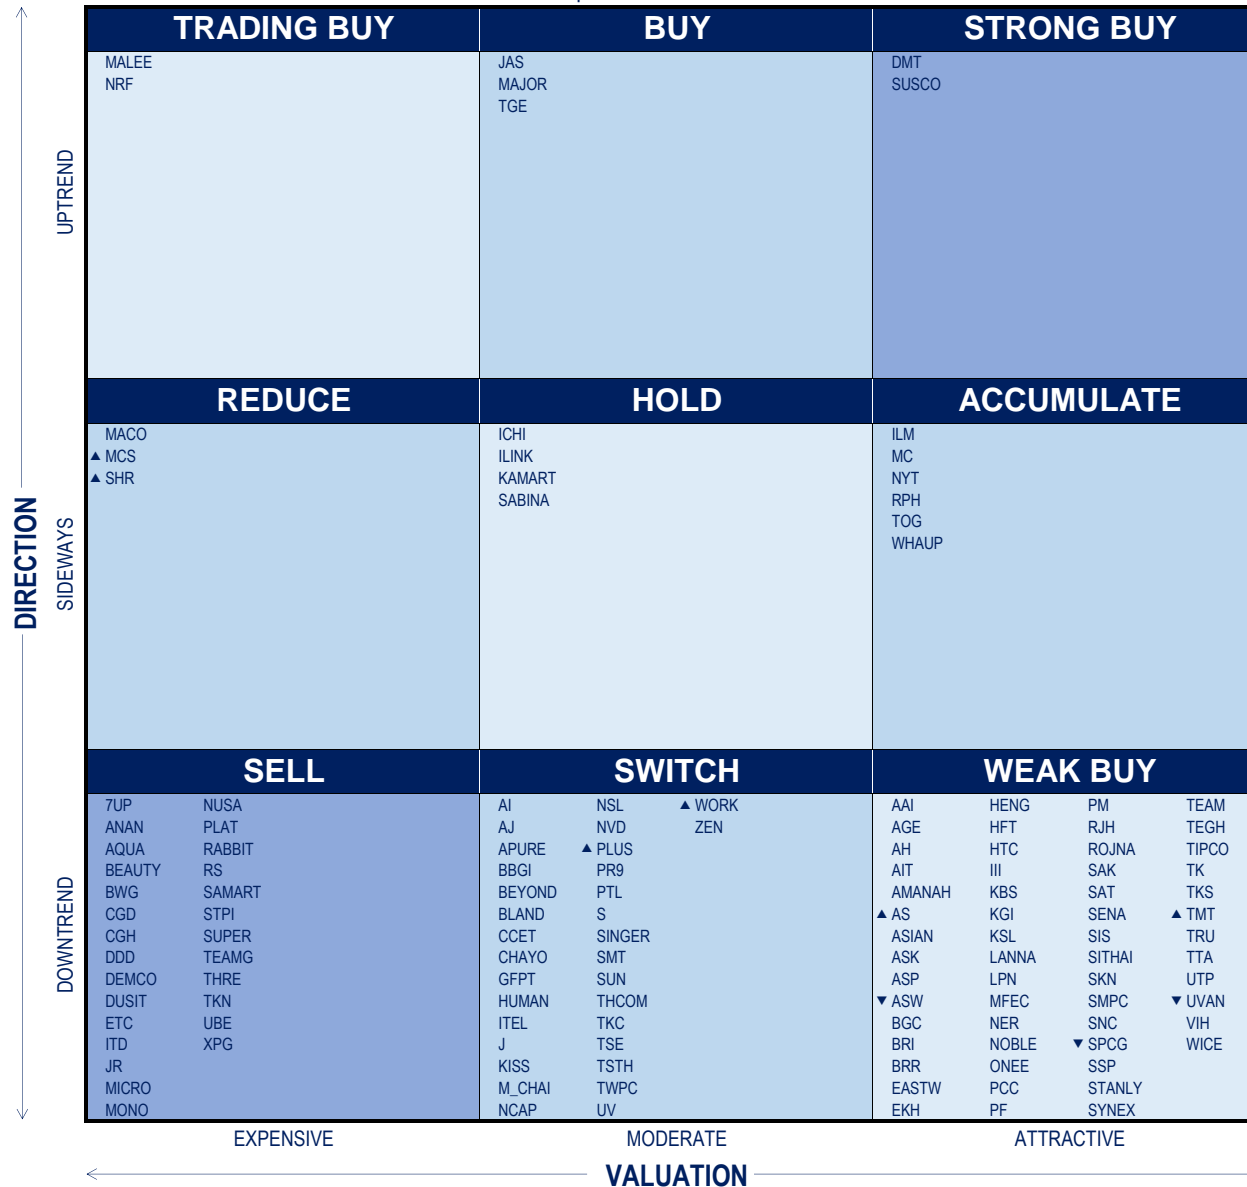 TRADING BUY BUY STRONG BUY
MALEE JAS DMT
NRF MAJOR SUSCO
TGE
UPTREND
REDUCE HOLD ACCUMULATE
MACO ICHI ILM
▲ MCS ILINK MC
▲ SHR KAMART NYT
SABINA RPH
TOG
WHAUP
DIRECTION
SIDEWAYS
SELL SWITCH WEAK BUY
7UP NUSA AI NSL ▲ WORK AAI HENG PM TEAM
ANAN PLAT AJ NVD ZEN AGE HFT RJH TEGH
AQUA RABBIT APURE ▲ PLUS AH HTC ROJNA TIPCO
BEAUTY RS BBGI PR9 AIT III SAK TK
BWG SAMART BEYOND PTL AMANAH KBS SAT TKS
CGD STPI BLAND S ▲ AS KGI SENA ▲ TMT
CGH SUPER CCET SINGER ASIAN KSL SIS TRU
DDD TEAMG CHAYO SMT ASK LANNA SITHAI TTA
DEMCO THRE GFPT SUN ASP LPN SKN UTP
DUSIT TKN HUMAN THCOM ▼ ASW MFEC SMPC ▼ UVAN
ETC UBE ITEL TKC BGC NER SNC VIH
ITD XPG J TSE BRI NOBLE ▼ SPCG WICE
JR KISS TSTH BRR ONEE SSP
MICRO M_CHAI TWPC EASTW PCC STANLY
MONO NCAP UV EKH PF SYNEX
DOWNTREND
EXPENSIVE MODERATE ATTRACTIVE
VALUATION